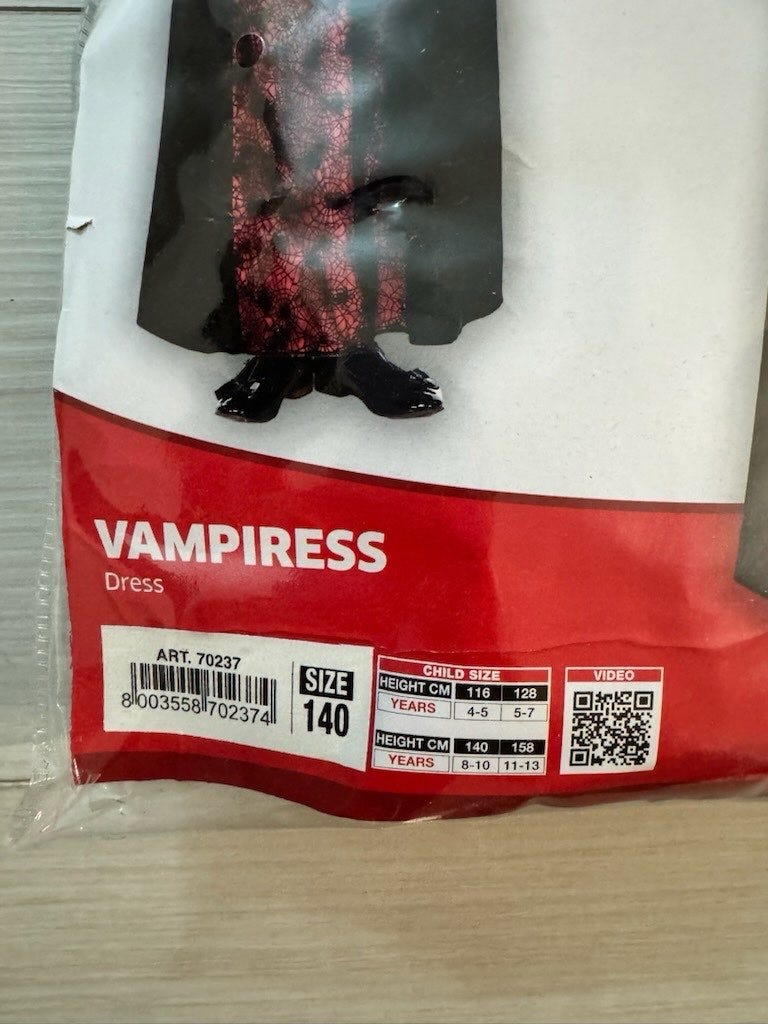 VAMPIRESS
Dress
ART. 70237
8 003558 702374
SIZE
140
CHILD SIZE
HEIGHT CM 116 128
YEARS 4-5 5-7
HEIGHT CM 140 158
YEARS 8-10 11-13
VIDEO